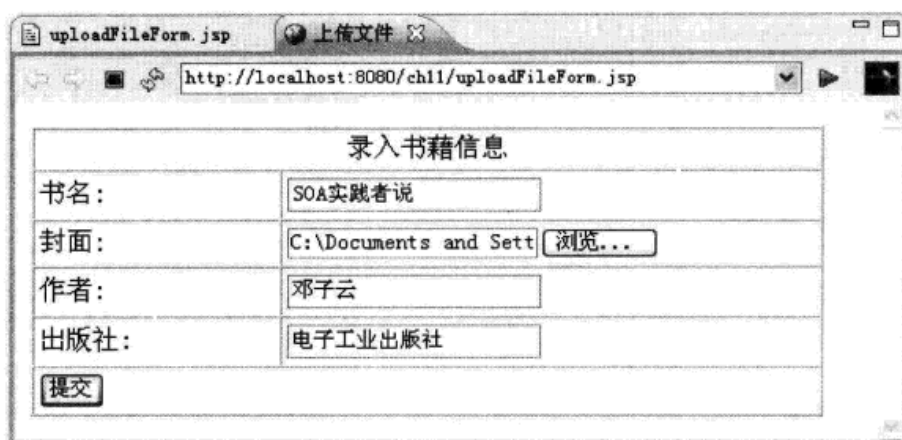 uploadFileForm.jsp 上传文件
http://localhost:8080/ch11/uploadFileForm.jsp
录入书藉信息
书名: SOA实践者说
封面: C:\Documents and Sett 浏览...
作者: 邓子云
出版社: 电子工业出版社
提交